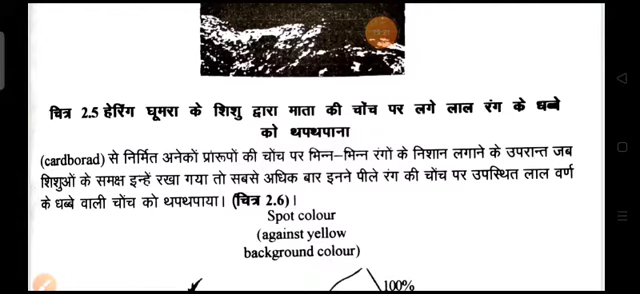 चित्र 2.5 हेरिंग घूमरा के शिशु द्वारा माता की चोंच पर लगे लाल रंग के धब्बे
को थपथपाना
(cardborad) से निर्मित अनेकों प्रांरूपों की चोंच पर भिन्न-भिन्न रंगों के निशान लगाने के उपरान्त जब
शिशुओं के समक्ष इन्हें रखा गया तो सबसे अधिक बार इनने पीले रंग की चोंच पर उपस्थित लाल वर्ण
के धब्बे वाली चोंच को थपथपाया। (चित्र 2.6)।
Spot colour
(against yellow
background colour)
100%